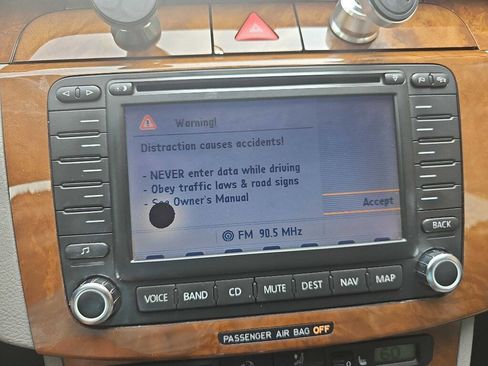 Warning!
Distraction causes accidents!
- NEVER enter data while driving
- Obey traffic laws & road signs
- See Owner's Manual
Accept
FM 90.5 MHz
BACK
VOICE BAND CD MUTE DEST NAV MAP
PASSENGER AIR BAG OFF
60